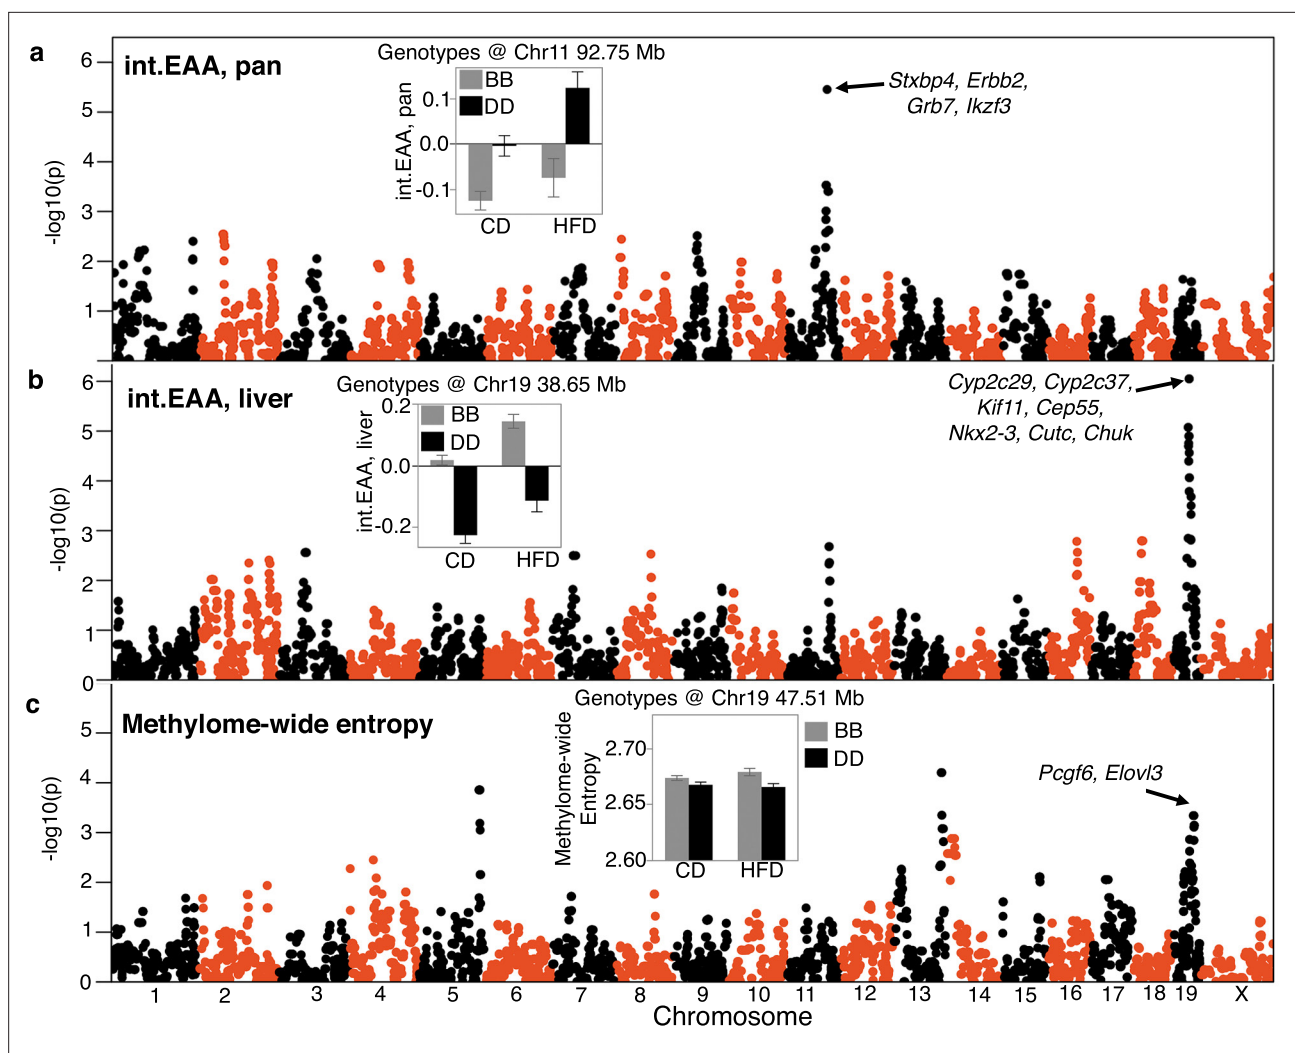 a
int.EAA, pan
Genotypes @ Chr11 92.75 Mb
BB
DD
0.1
0.0
-0.1
int.EAA, pan
CD HFD
Stxbp4, Erbb2,
Grb7, Ikzf3
6
5
4
3
2
1
-log10(p)
b
int.EAA, liver
Genotypes @ Chr19 38.65 Mb
BB
DD
0.2
0.0
-0.2
int.EAA, liver
CD HFD
Cyp2c29, Cyp2c37,
Kif11, Cep55,
Nkx2-3, Cutc, Chuk
6
5
4
3
2
1
0
-log10(p)
c
Methylome-wide entropy
Genotypes @ Chr19 47.51 Mb
BB
DD
2.70
2.65
2.60
Methylome-wide
Entropy
CD HFD
Pcgf6, Elovl3
5
4
3
2
1
0
-log10(p)
1 2 3 4 5 6 7 8 9 10 11 12 13 14 15 16 17 18 19 X
Chromosome